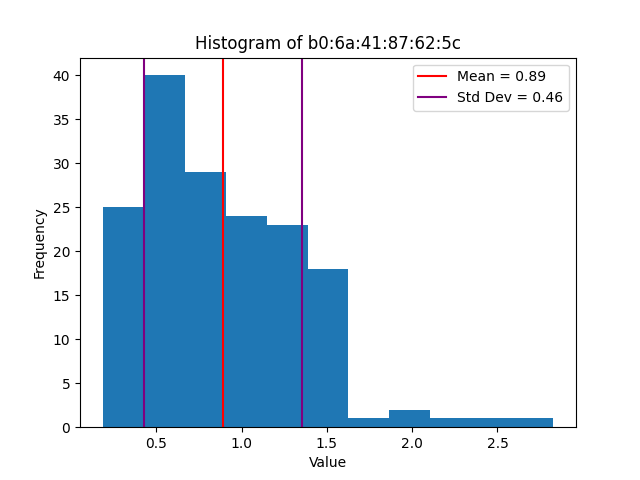 Histogram of b0:6a:41:87:62:5c
Mean = 0.89
Std Dev = 0.46
Frequency
40
35
30
25
20
15
10
5
0
0.5 1.0 1.5 2.0 2.5
Value